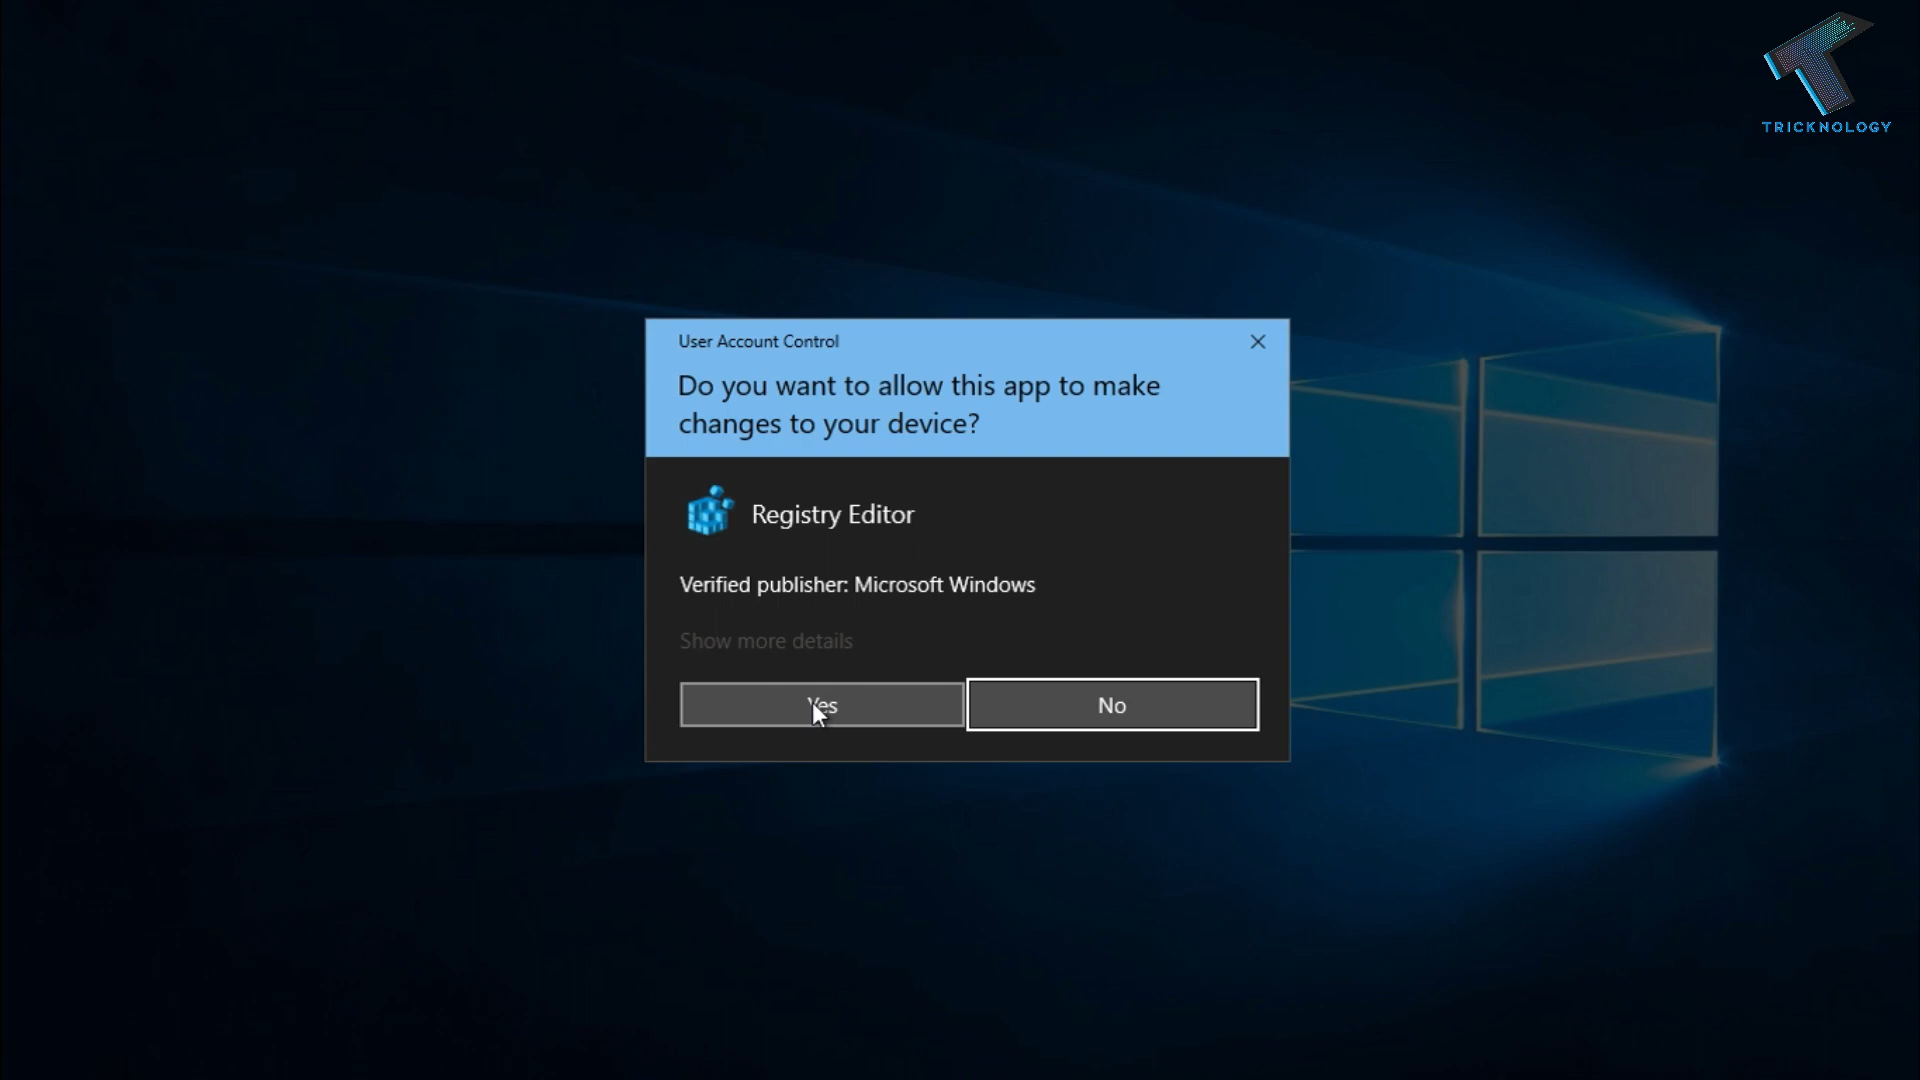 TRICKNOLOGY
User Account Control
Do you want to allow this app to make
changes to your device?
Registry Editor
Verified publisher: Microsoft Windows
Show more details
Yes
No